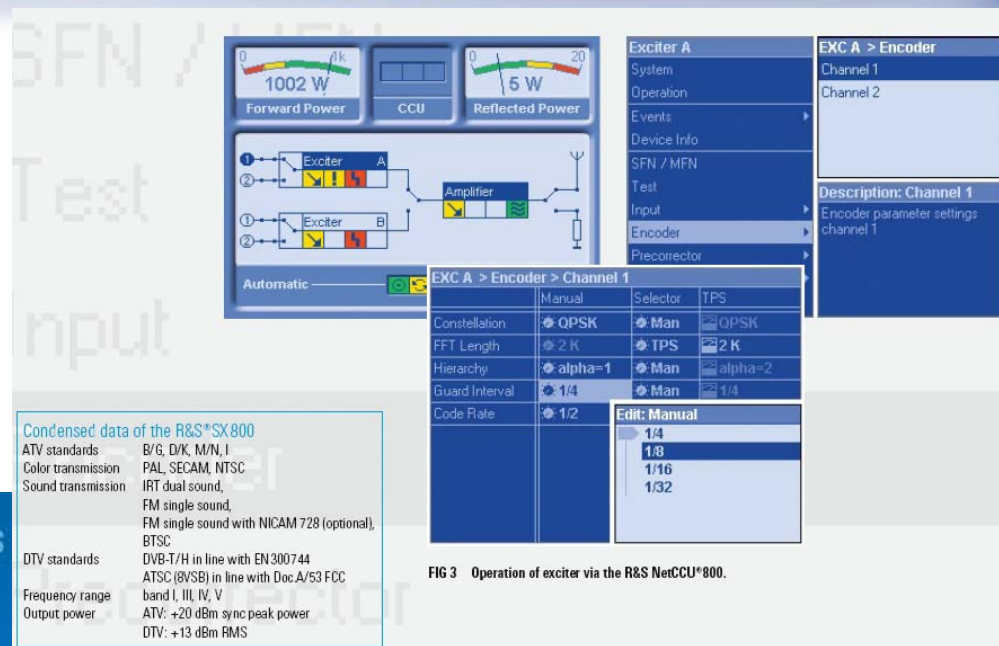 SFN / MFN
Test
Input
Precorrector
0 1k
1002 W
Forward Power
CCU
0 20
5 W
Reflected Power
1
2
Exciter A
1
2
Exciter B
Amplifier
Automatic
Exciter A
System
Operation
Events
Device Info
SFN / MFN
Test
Input
Encoder
Precorrector
EXC A > Encoder
Channel 1
Channel 2
Description: Channel 1
Encoder parameter settings
channel 1
EXC A > Encoder > Channel 1
Manual Selector TPS
Constellation QPSK Man QPSK
FFT Length 2 K TPS 2 K
Hierarchy alpha=1 Man alpha=2
Guard Interval 1/4 Man 1/4
Code Rate 1/2
Edit: Manual
1/4
1/8
1/16
1/32
FIG 3 Operation of exciter via the R&S NetCCU®800.
Condensed data of the R&S®SX800
ATV standards B/G, D/K, M/N, I
Color transmission PAL, SECAM, NTSC
Sound transmission IRT dual sound,
FM single sound,
FM single sound with NICAM 728 (optional),
BTSC
DTV standards DVB-T/H in line with EN300744
ATSC (8VSB) in line with Doc.A/53 FCC
Frequency range band I, III, IV, V
Output power ATV: +20 dBm sync peak power
DTV: +13 dBm RMS